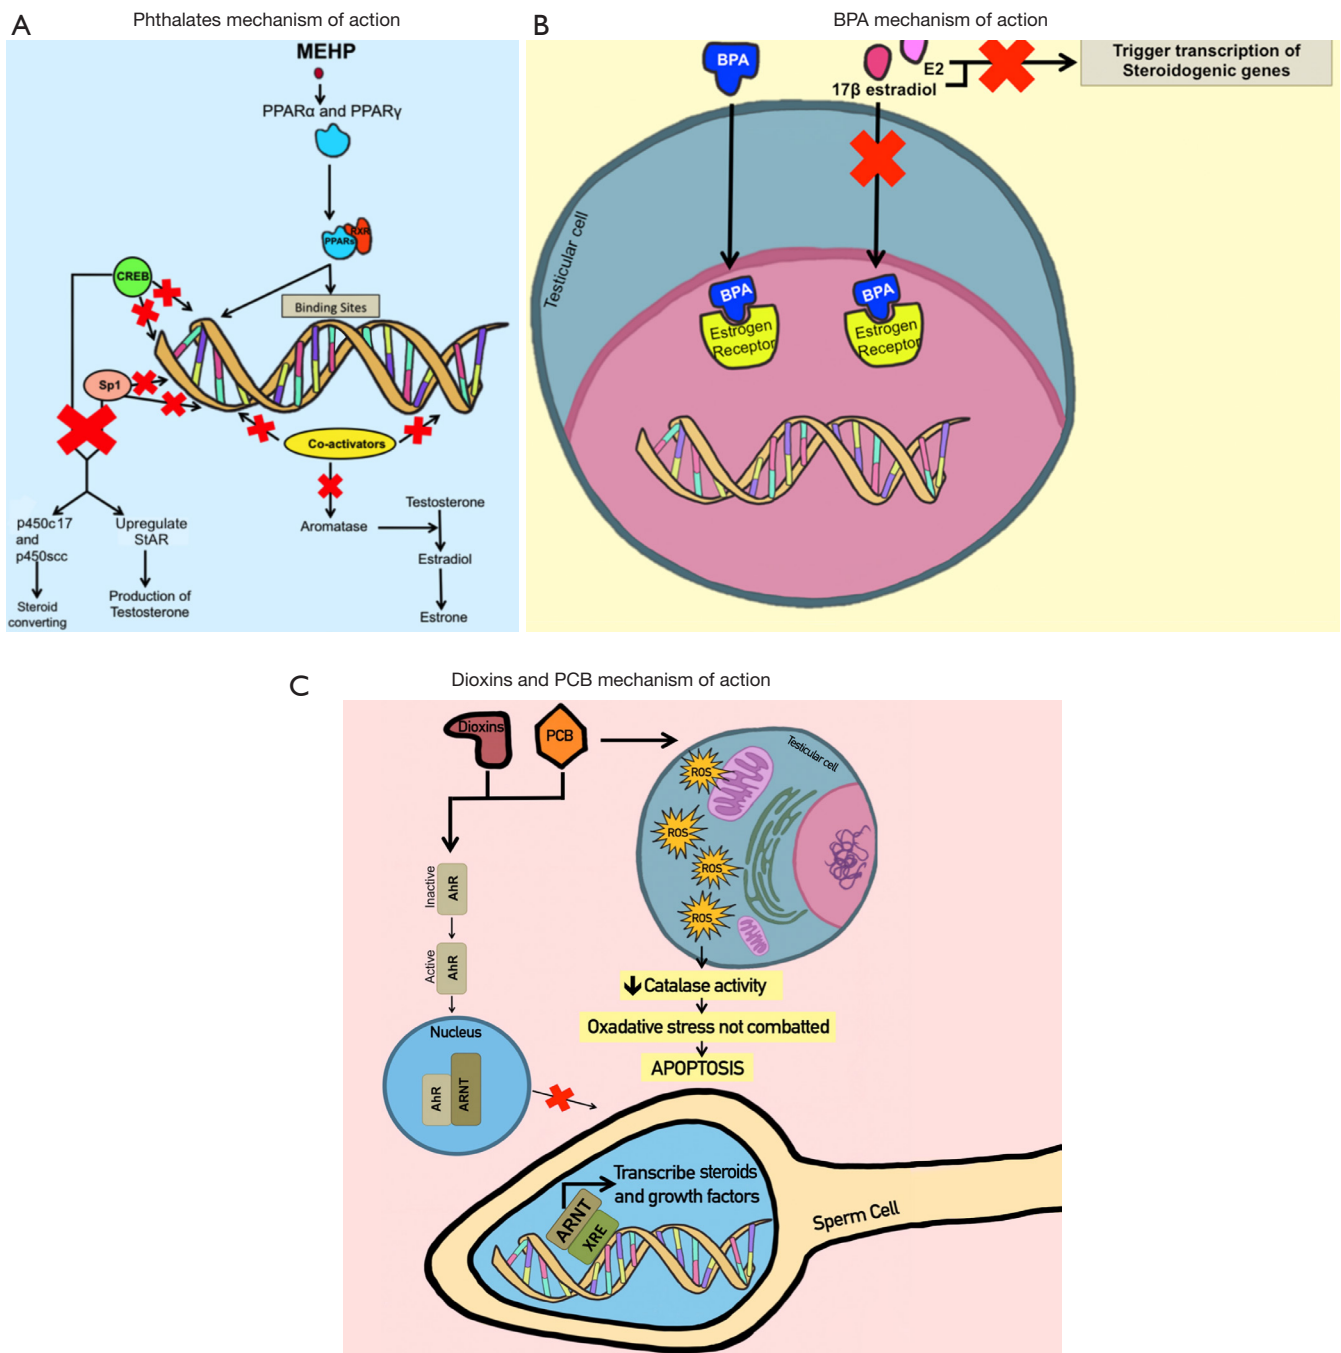 A
Phthalates mechanism of action
MEHP
PPARα and PPARγ
RXR
PPARs
CREB
Binding Sites
Sp1
Co-activators
Testosterone
Aromatase
p450c17
and
p450scc
Upregulate
StAR
Estradiol
Steroid
converting
Production of
Testosterone
Estrone
B
BPA mechanism of action
BPA
E2
17β estradiol
Trigger transcription of
Steroidogenic genes
Testicular cell
BPA
Estrogen
Receptor
BPA
Estrogen
Receptor
C
Dioxins and PCB mechanism of action
Dioxins
PCB
Testicular cell
ROS
ROS
ROS
ROS
Inactive
AhR
Active
AhR
Nucleus
AhR
ARNT
Catalase activity
Oxadative stress not combatted
APOPTOSIS
Transcribe steroids
and growth factors
ARNT
XRE
Sperm Cell